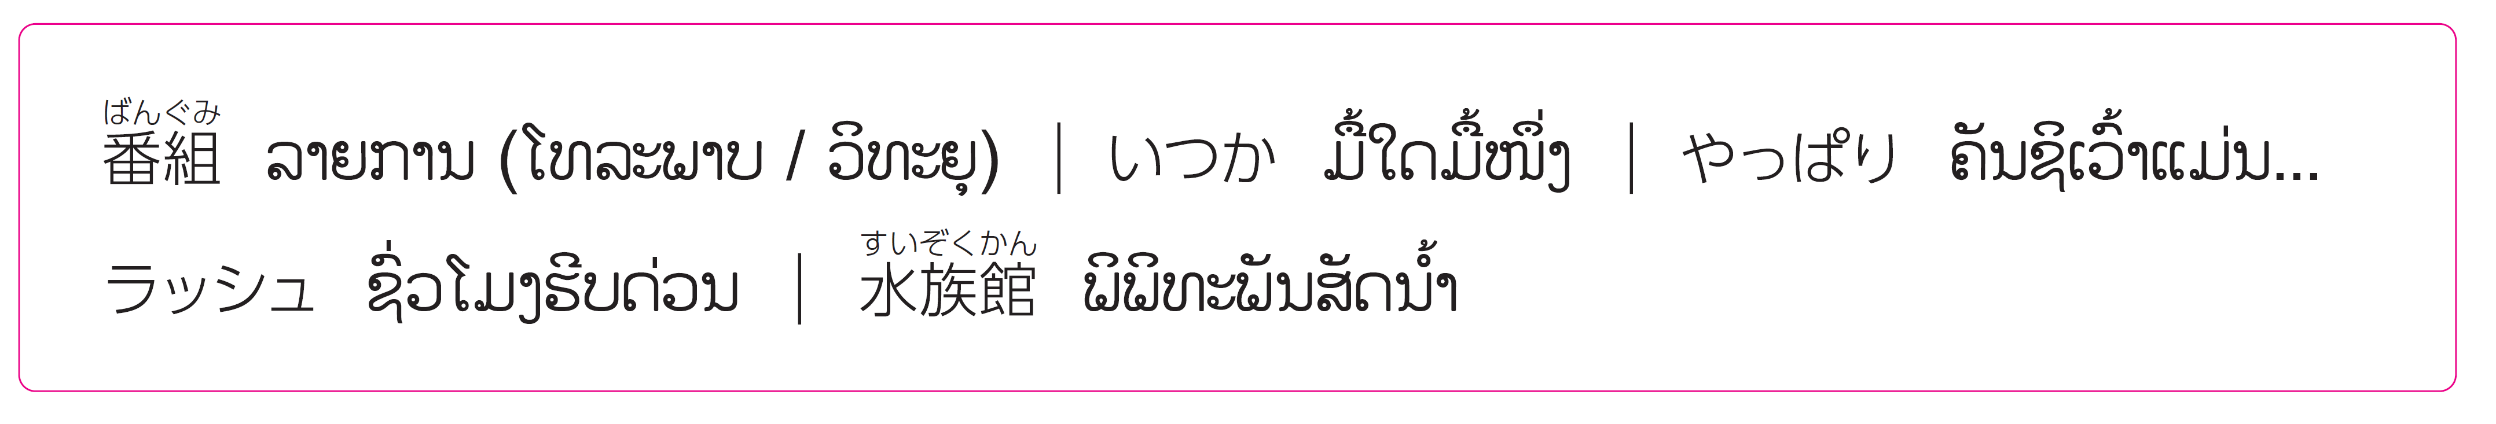 ばんぐみ
番組 ລາຍການ (ໂທລະພາບ / ວິທະຍຸ) | いつか ມື້ໃດມື້ໜຶ່ງ | やっぱり ຄັນຊິເວົ້າແມ່ນ...
すいぞくかん
ラッシュ ຊົ່ວໂມງຮີບດ່ວນ | 水族館 ພິພິທະພັນສັດນ້ຳ